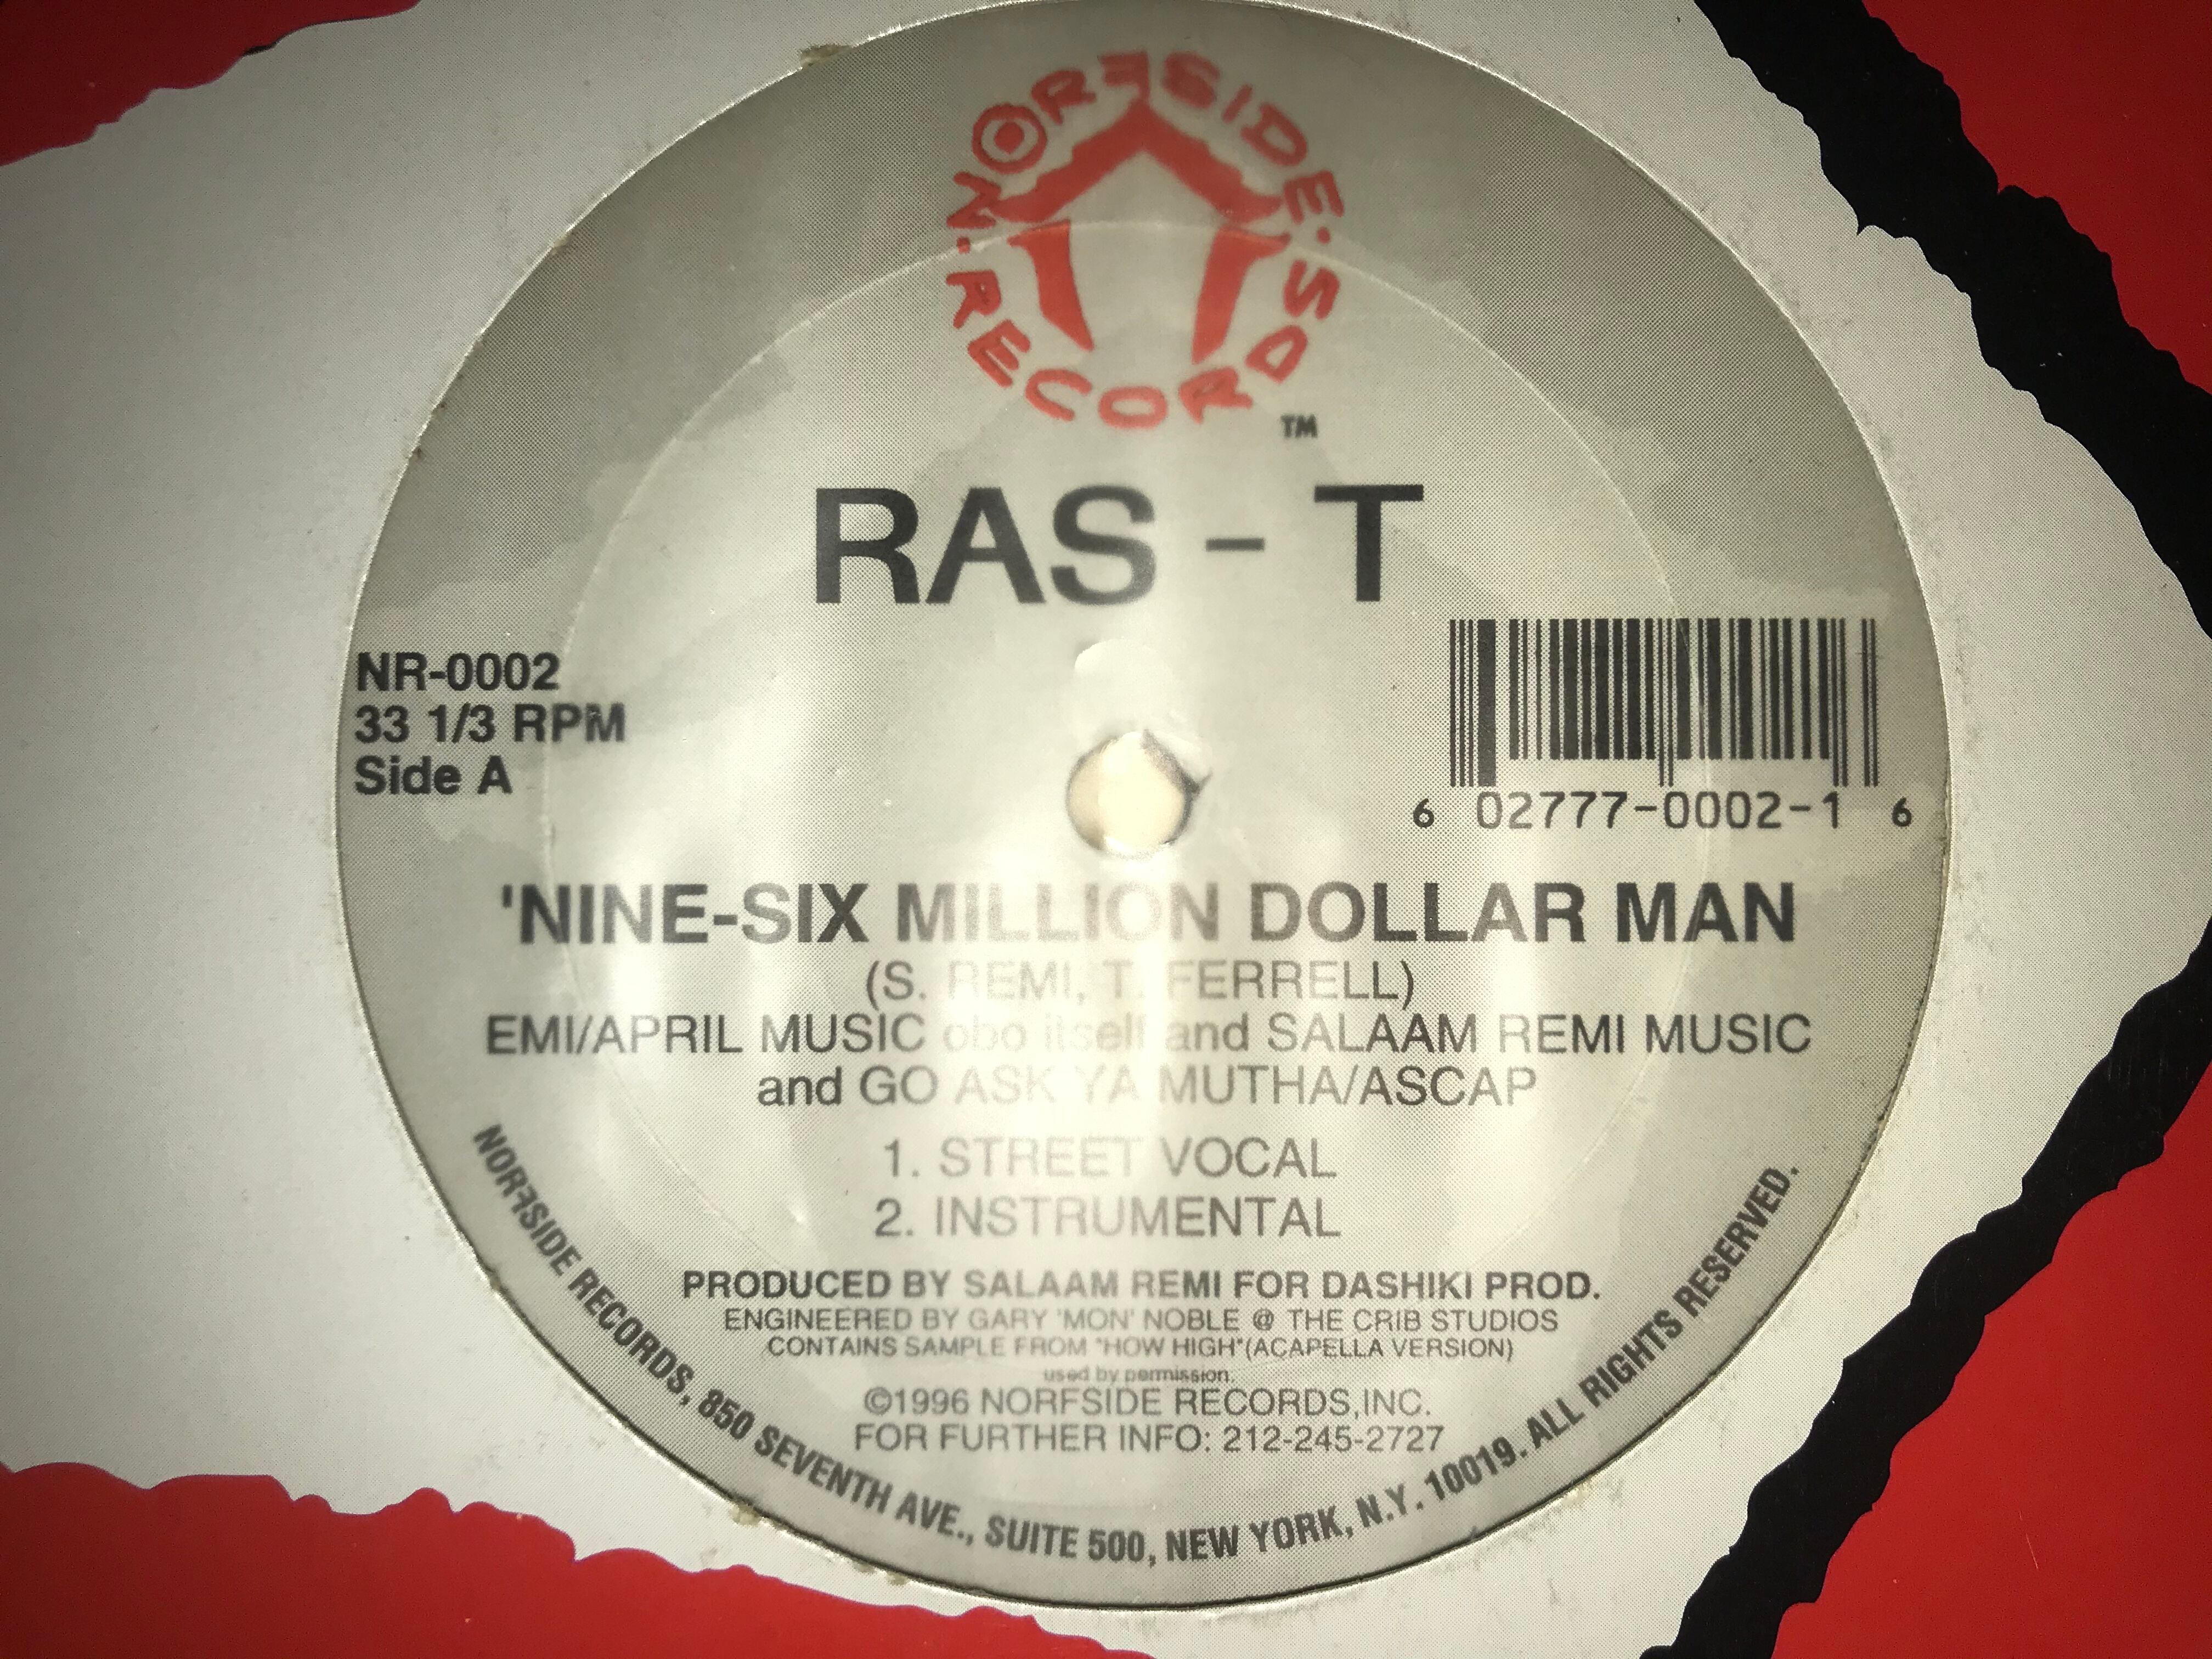 NORFSIDE · RECORDS ·
TM
RAS - T
NR-0002
33 1/3 RPM
Side A
6 02777-0002-1 6
'NINE-SIX MILLION DOLLAR MAN
(S. REMI, T. FERRELL)
EMI/APRIL MUSIC obo itself and SALAAM REMI MUSIC
and GO ASK YA MUTHA/ASCAP
1. STREET VOCAL
2. INSTRUMENTAL
PRODUCED BY SALAAM REMI FOR DASHIKI PROD.
ENGINEERED BY GARY 'MON' NOBLE @ THE CRIB STUDIOS
CONTAINS SAMPLE FROM "HOW HIGH"(ACAPELLA VERSION)
used by permission.
©1996 NORFSIDE RECORDS,INC.
FOR FURTHER INFO: 212-245-2727
NORFSIDE RECORDS, 850 SEVENTH AVE., SUITE 500, NEW YORK, N.Y. 10019. ALL RIGHTS RESERVED.